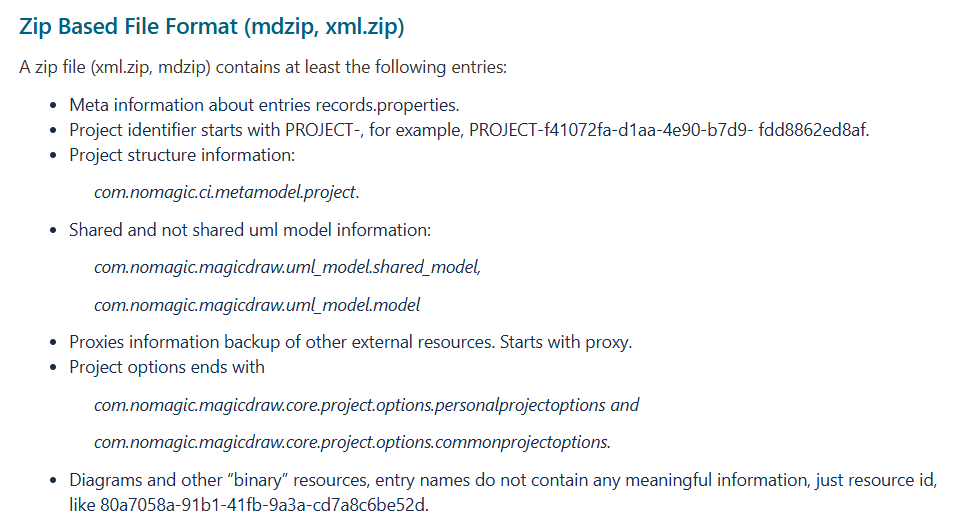 Zip Based File Format (mdzip, xml.zip)
A zip file (xml.zip, mdzip) contains at least the following entries:
• Meta information about entries records.properties.
• Project identifier starts with PROJECT-, for example, PROJECT-f41072fa-d1aa-4e90-b7d9- fdd8862ed8af.
• Project structure information:
com.nomagic.ci.metamodel.project.
• Shared and not shared uml model information:
com.nomagic.magicdraw.uml_model.shared_model,
com.nomagic.magicdraw.uml_model.model
• Proxies information backup of other external resources. Starts with proxy.
• Project options ends with
com.nomagic.magicdraw.core.project.options.personalprojectoptions and
com.nomagic.magicdraw.core.project.options.commonprojectoptions.
• Diagrams and other “binary” resources, entry names do not contain any meaningful information, just resource id,
like 80a7058a-91b1-41fb-9a3a-cd7a8c6be52d.